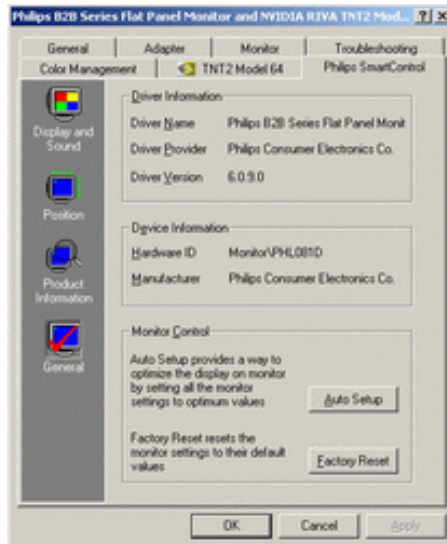 Philips B2B Series Flat Panel Monitor and NVIDIA RIVA TNT2 Mod...
General Adapter Monitor Troubleshooting
Color Management TNT2 Model 64 Philips SmartControl
Display and
Sound
Position
Product
Information
General
Driver Information
Driver Name Philips B2B Series Flat Panel Monit
Driver Provider Philips Consumer Electronics Co.
Driver Version 6.0.9.0
Device Information
Hardware ID Monitor\PHL081D
Manufacturer Philips Consumer Electronics Co.
Monitor Control
Auto Setup provides a way to
optimize the display on monitor
by setting all the monitor
settings to optimum values
Auto Setup
Factory Reset resets the
monitor settings to their default
values
Factory Reset
OK Cancel Apply